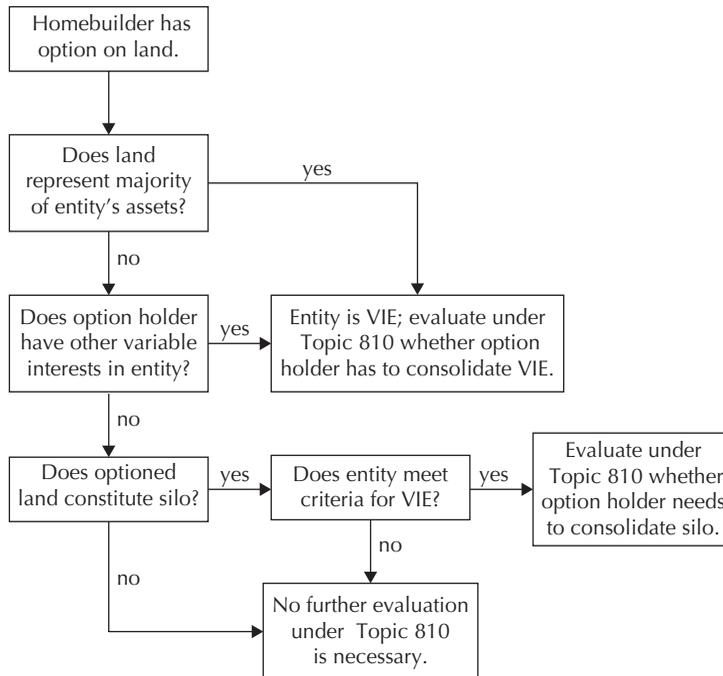 Homebuilder has
option on land.
Does land
represent majority
of entity’s assets?
yes
no
Does option holder
have other variable
interests in entity?
yes
Entity is VIE; evaluate under
Topic 810 whether option
holder has to consolidate VIE.
no
Does optioned
land constitute silo?
yes
Does entity meet
criteria for VIE?
yes
Evaluate under
Topic 810 whether
option holder needs
to consolidate silo.
no
no
No further evaluation
under Topic 810
is necessary.